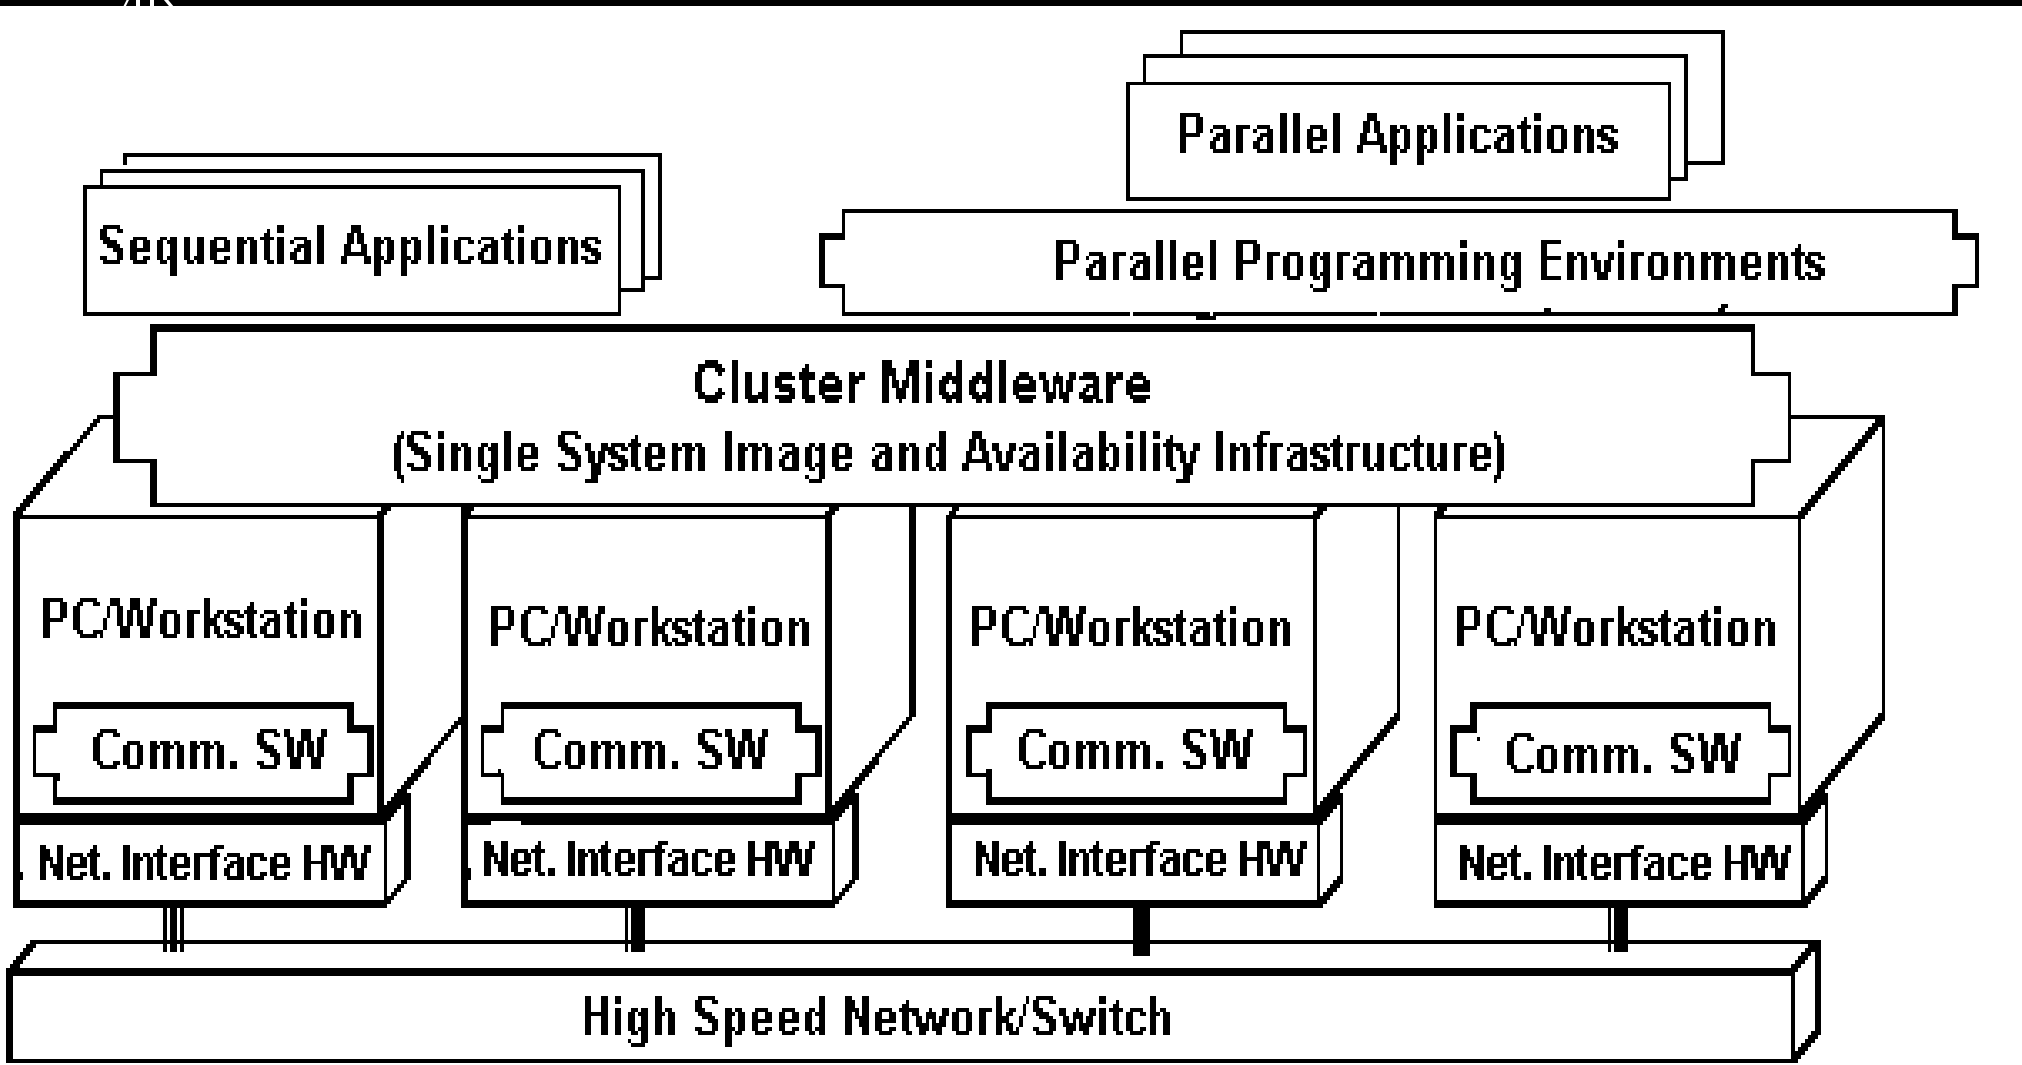 Parallel Applications
Sequential Applications
Parallel Programming Environments
Cluster Middleware
(Single System Image and Availability Infrastructure)
PC/Workstation
PC/Workstation
PC/Workstation
PC/Workstation
Comm. SW
Comm. SW
Comm. SW
Comm. SW
Net. Interface HW
Net. Interface HW
Net. Interface HW
Net. Interface HW
High Speed Network/Switch